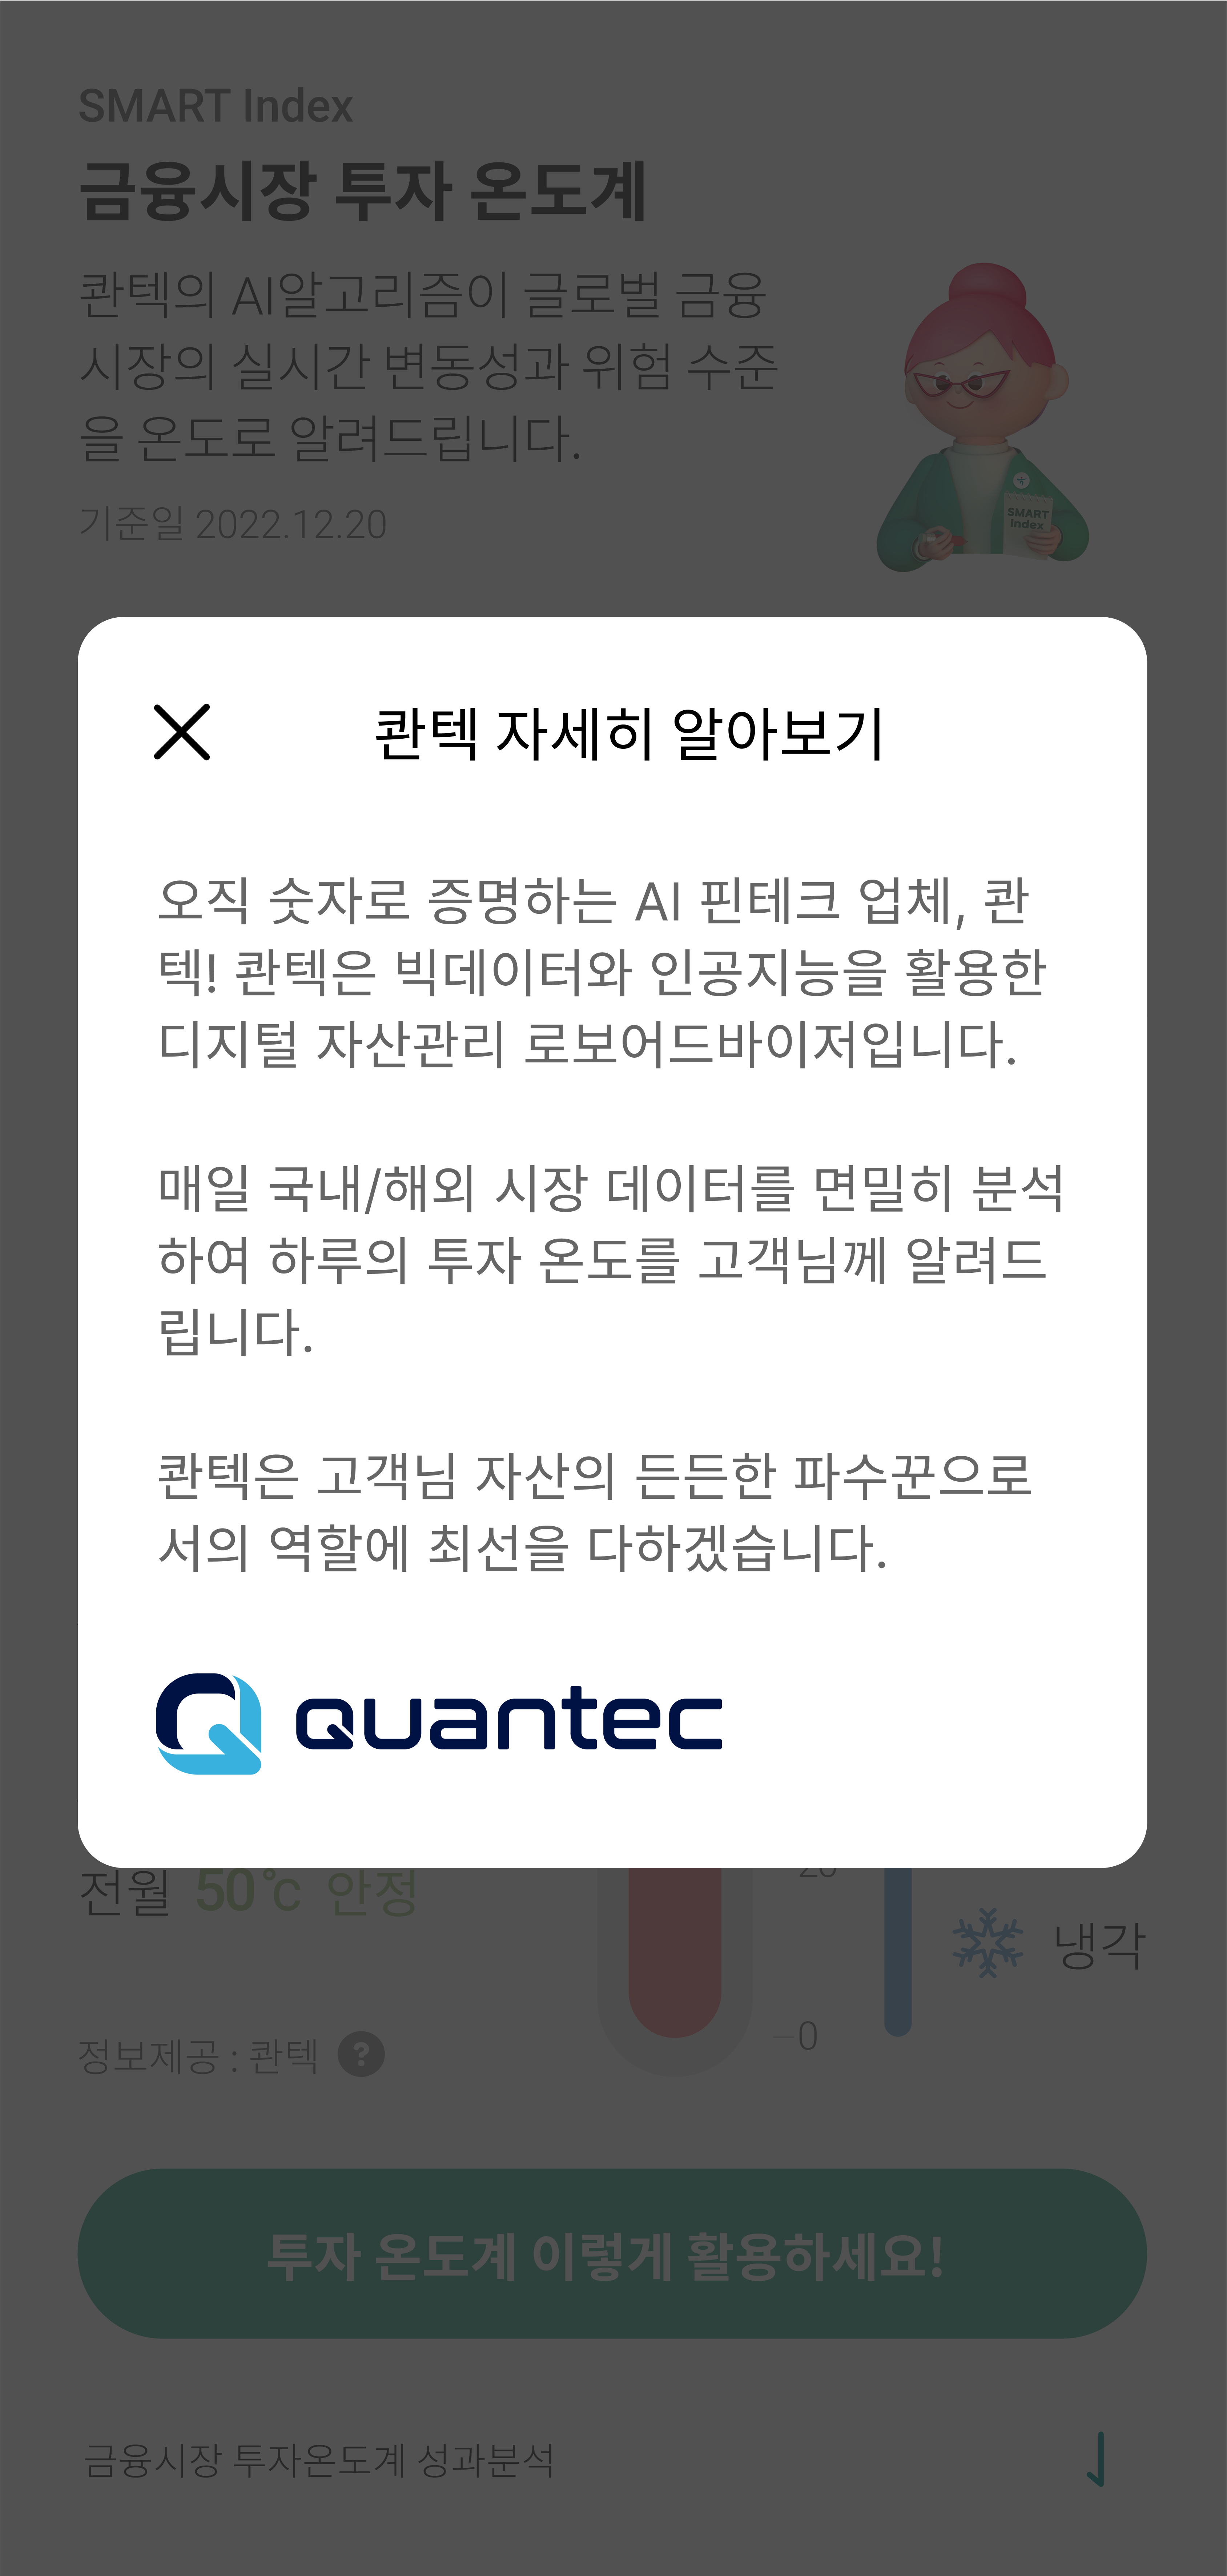 SMART Index
금융시장 투자 온도계
콴텍의 AI알고리즘이 글로벌 금융
시장의 실시간 변동성과 위험 수준
을 온도로 알려드립니다.
기준일 2022.12.20
SMART
Index
콴텍 자세히 알아보기
오직 숫자로 증명하는 AI 핀테크 업체, 콴
텍! 콴텍은 빅데이터와 인공지능을 활용한
디지털 자산관리 로보어드바이저입니다.
매일 국내/해외 시장 데이터를 면밀히 분석
하여 하루의 투자 온도를 고객님께 알려드
립니다.
콴텍은 고객님 자산의 든든한 파수꾼으로
서의 역할에 최선을 다하겠습니다.
quantec
전월 50℃ 안정
냉각
0
정보제공 : 콴텍 ?
투자 온도계 이렇게 활용하세요!
금융시장 투자온도계 성과분석